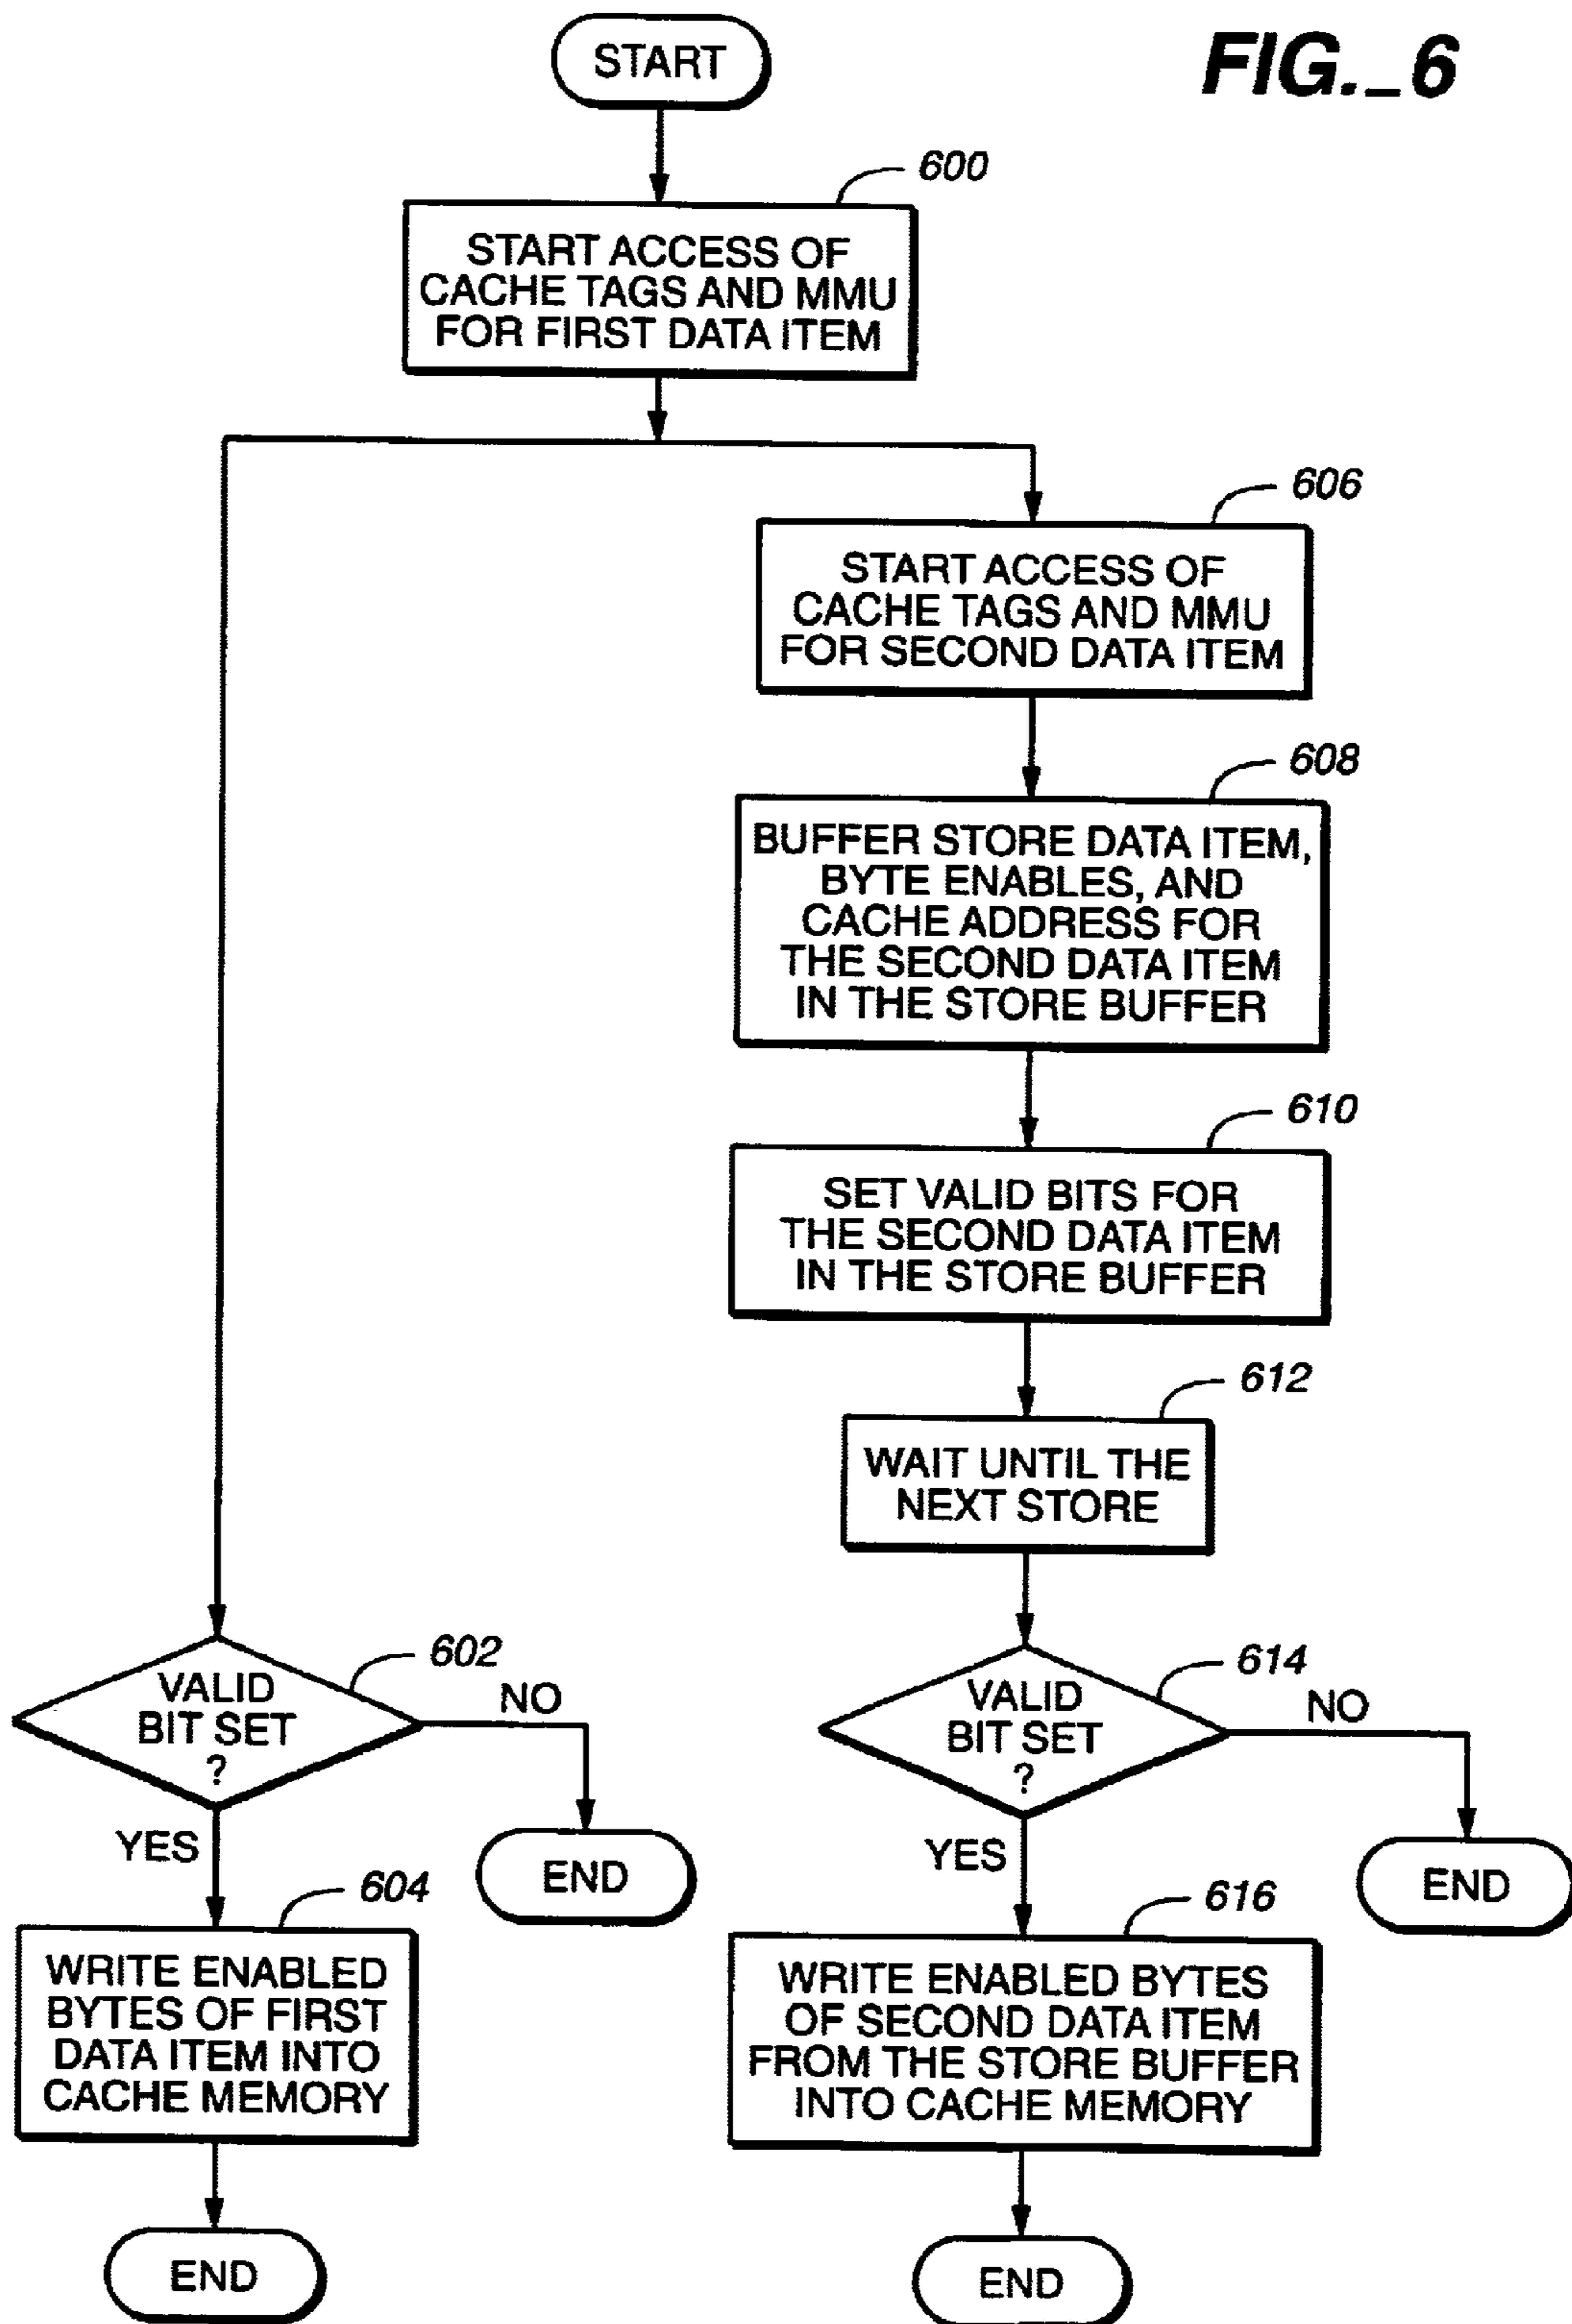 FIG._6
START
600
START ACCESS OF
CACHE TAGS AND MMU
FOR FIRST DATA ITEM
606
START ACCESS OF
CACHE TAGS AND MMU
FOR SECOND DATA ITEM
608
BUFFER STORE DATA ITEM,
BYTE ENABLES, AND
CACHE ADDRESS FOR
THE SECOND DATA ITEM
IN THE STORE BUFFER
610
SET VALID BITS FOR
THE SECOND DATA ITEM
IN THE STORE BUFFER
612
WAIT UNTIL THE
NEXT STORE
602
VALID
BIT SET
?
NO
END
YES
604
WRITE ENABLED
BYTES OF FIRST
DATA ITEM INTO
CACHE MEMORY
END
614
VALID
BIT SET
?
NO
END
YES
616
WRITE ENABLED BYTES
OF SECOND DATA ITEM
FROM THE STORE BUFFER
INTO CACHE MEMORY
END